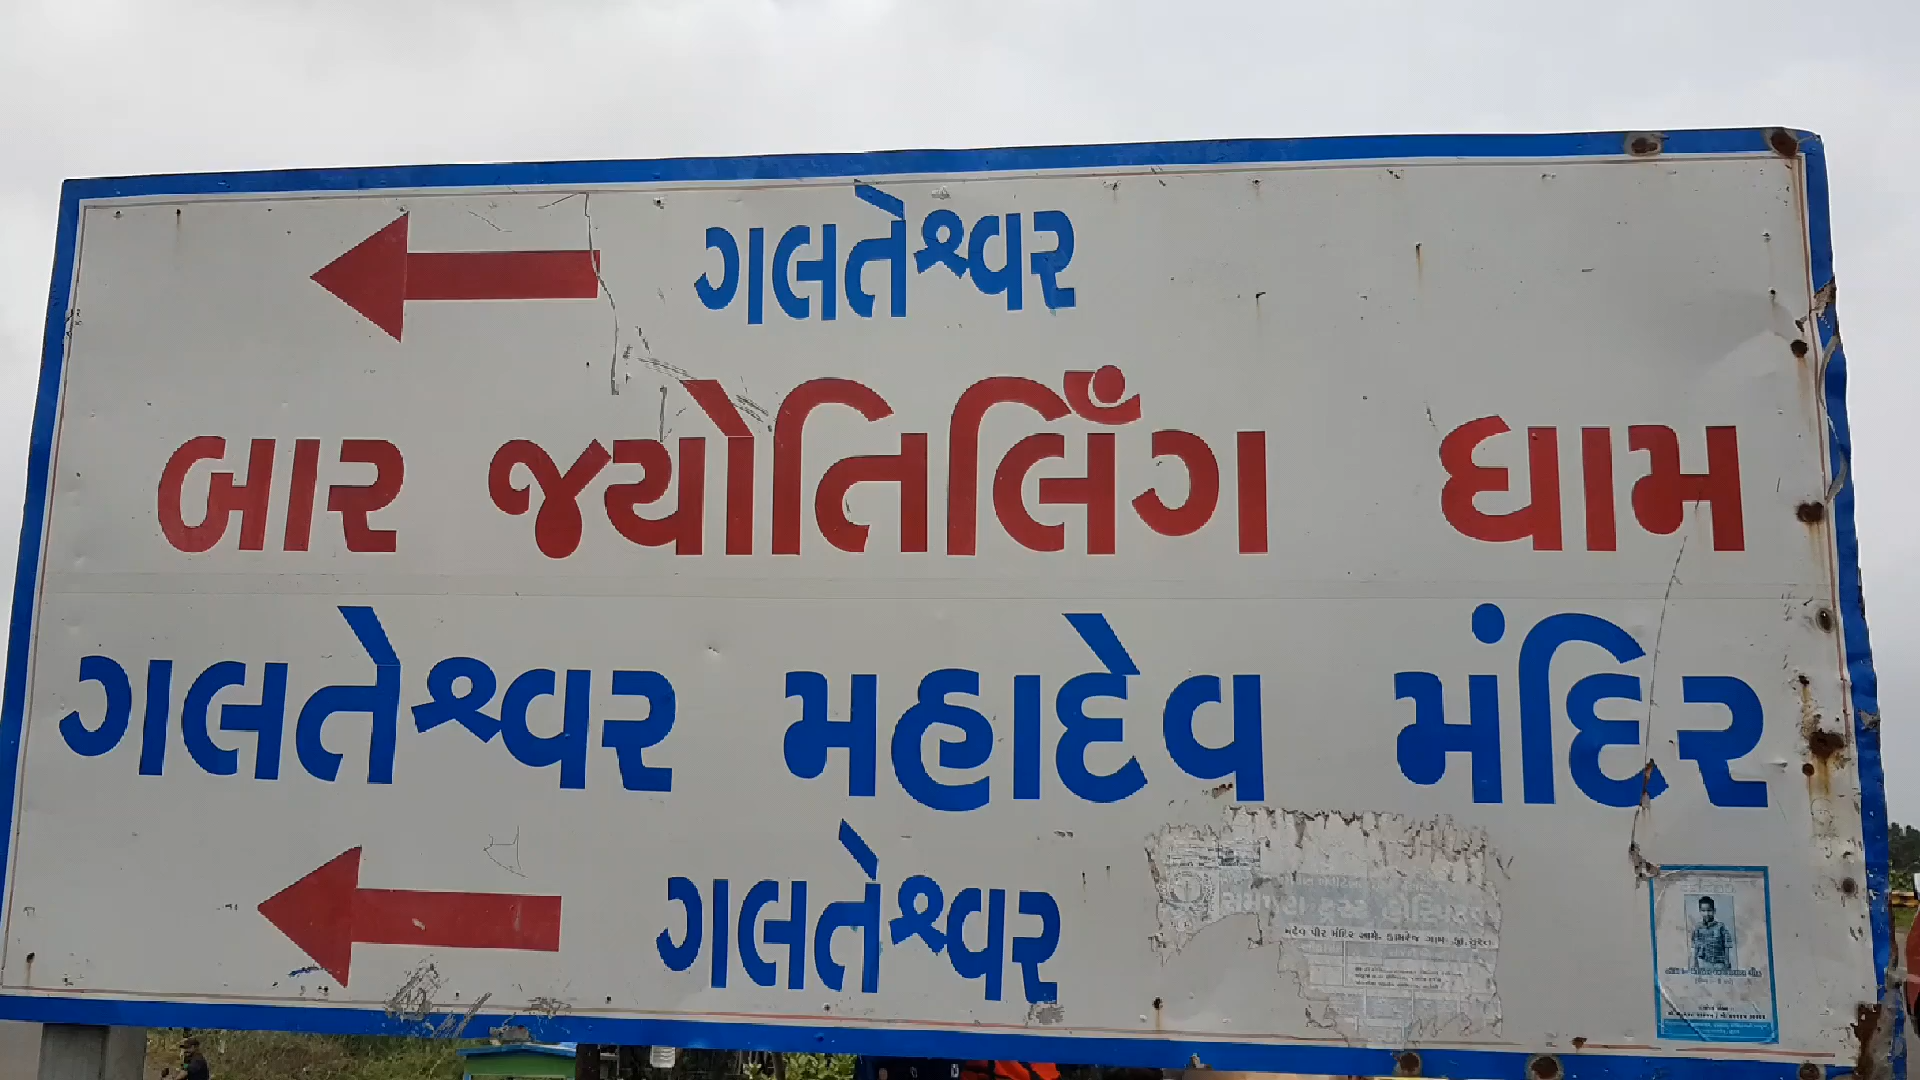 ગલતેશ્વર
બાર જ્યોતિલિઁગ ધામ
ગલતેશ્વર મહાદેવ મંદિર
ગલતેશ્વર